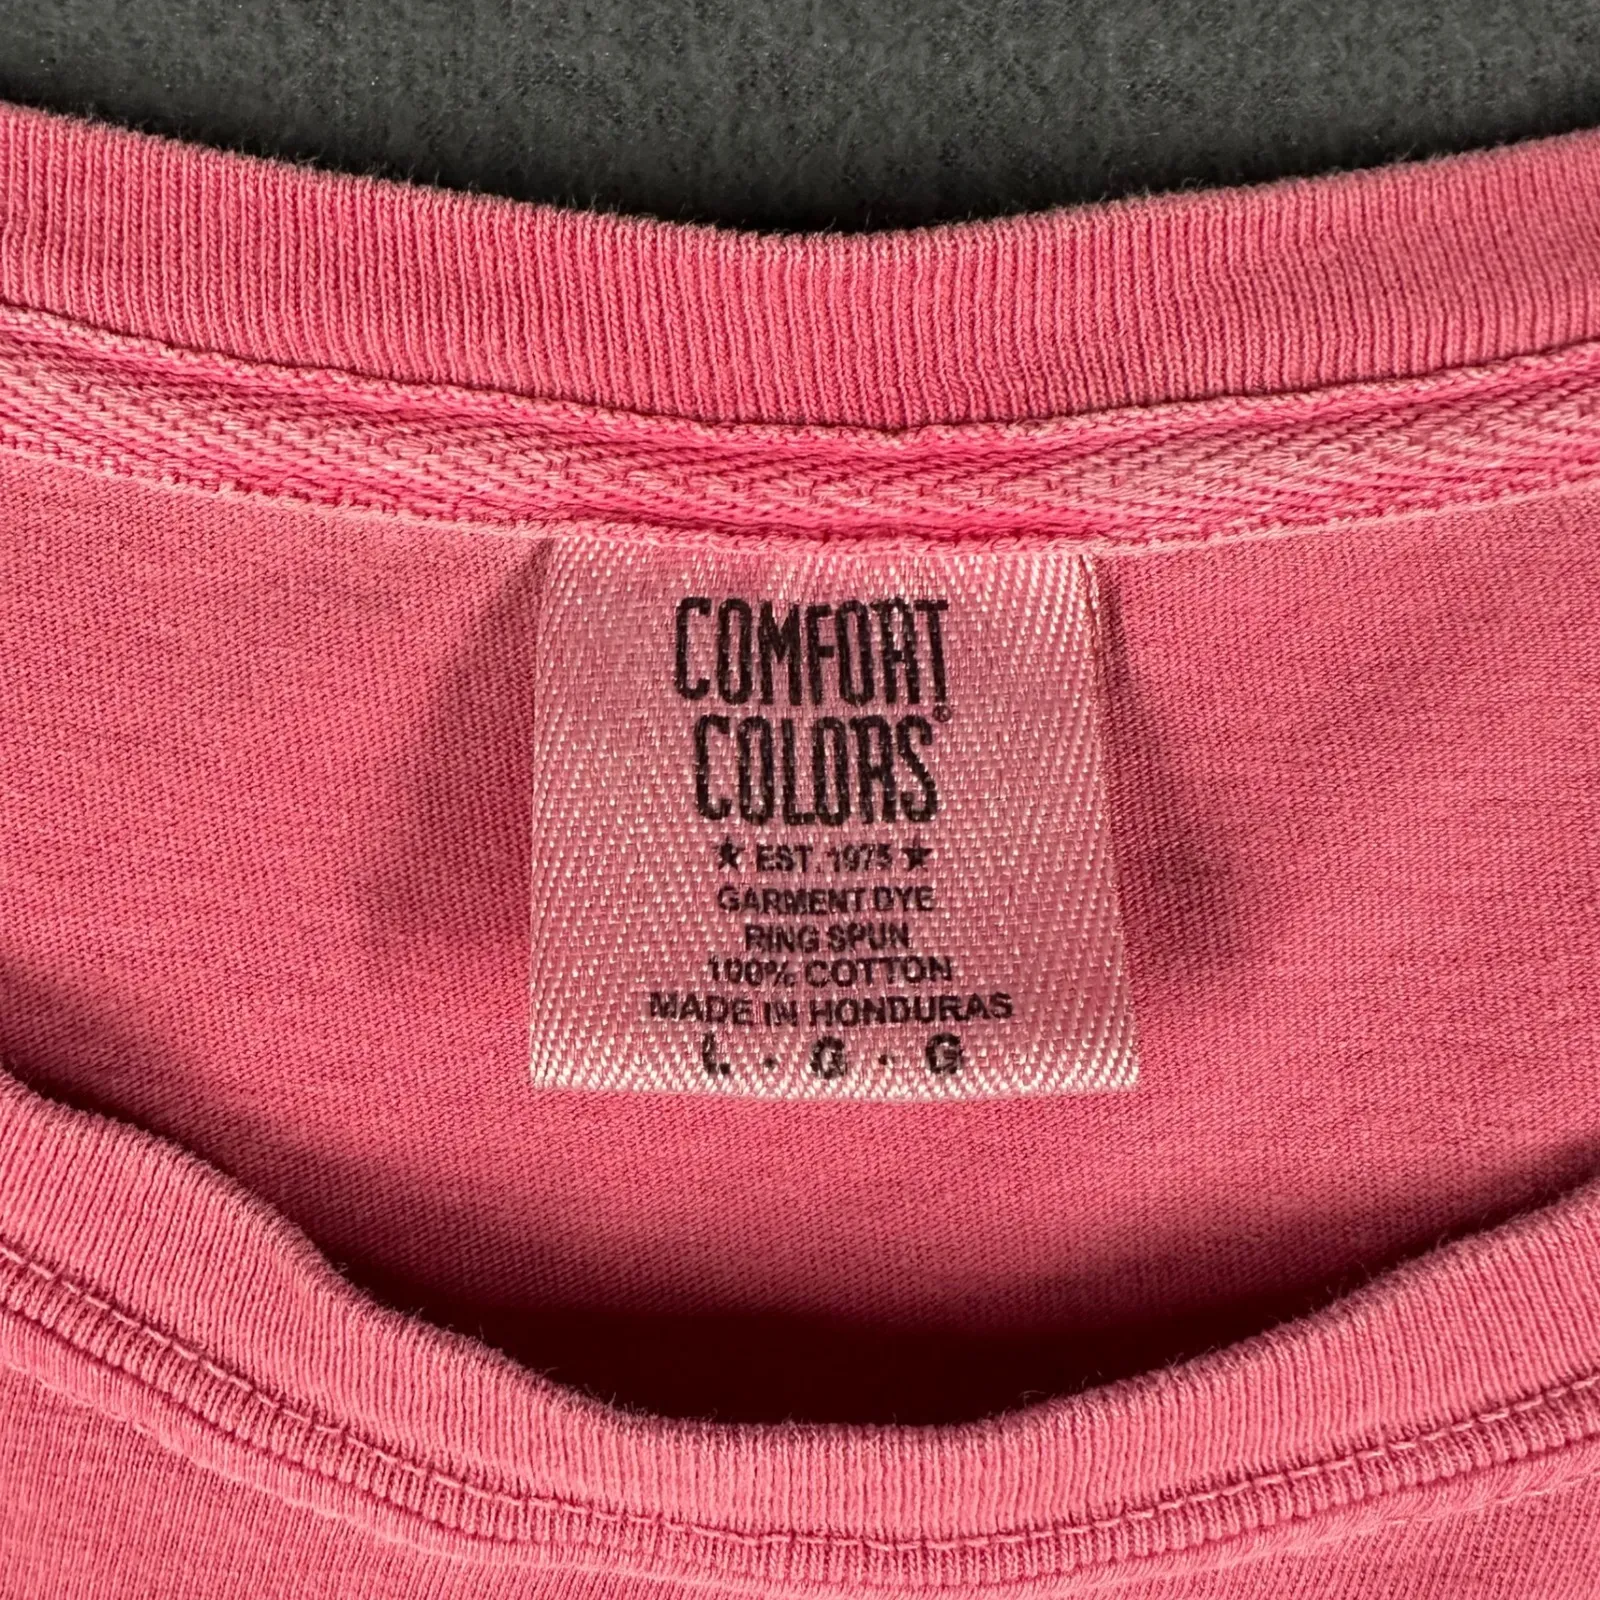 COMFORT
COLORS®
★ EST. 1975 ★
GARMENT DYE
RING SPUN
100% COTTON
MADE IN HONDURAS
L • G • G